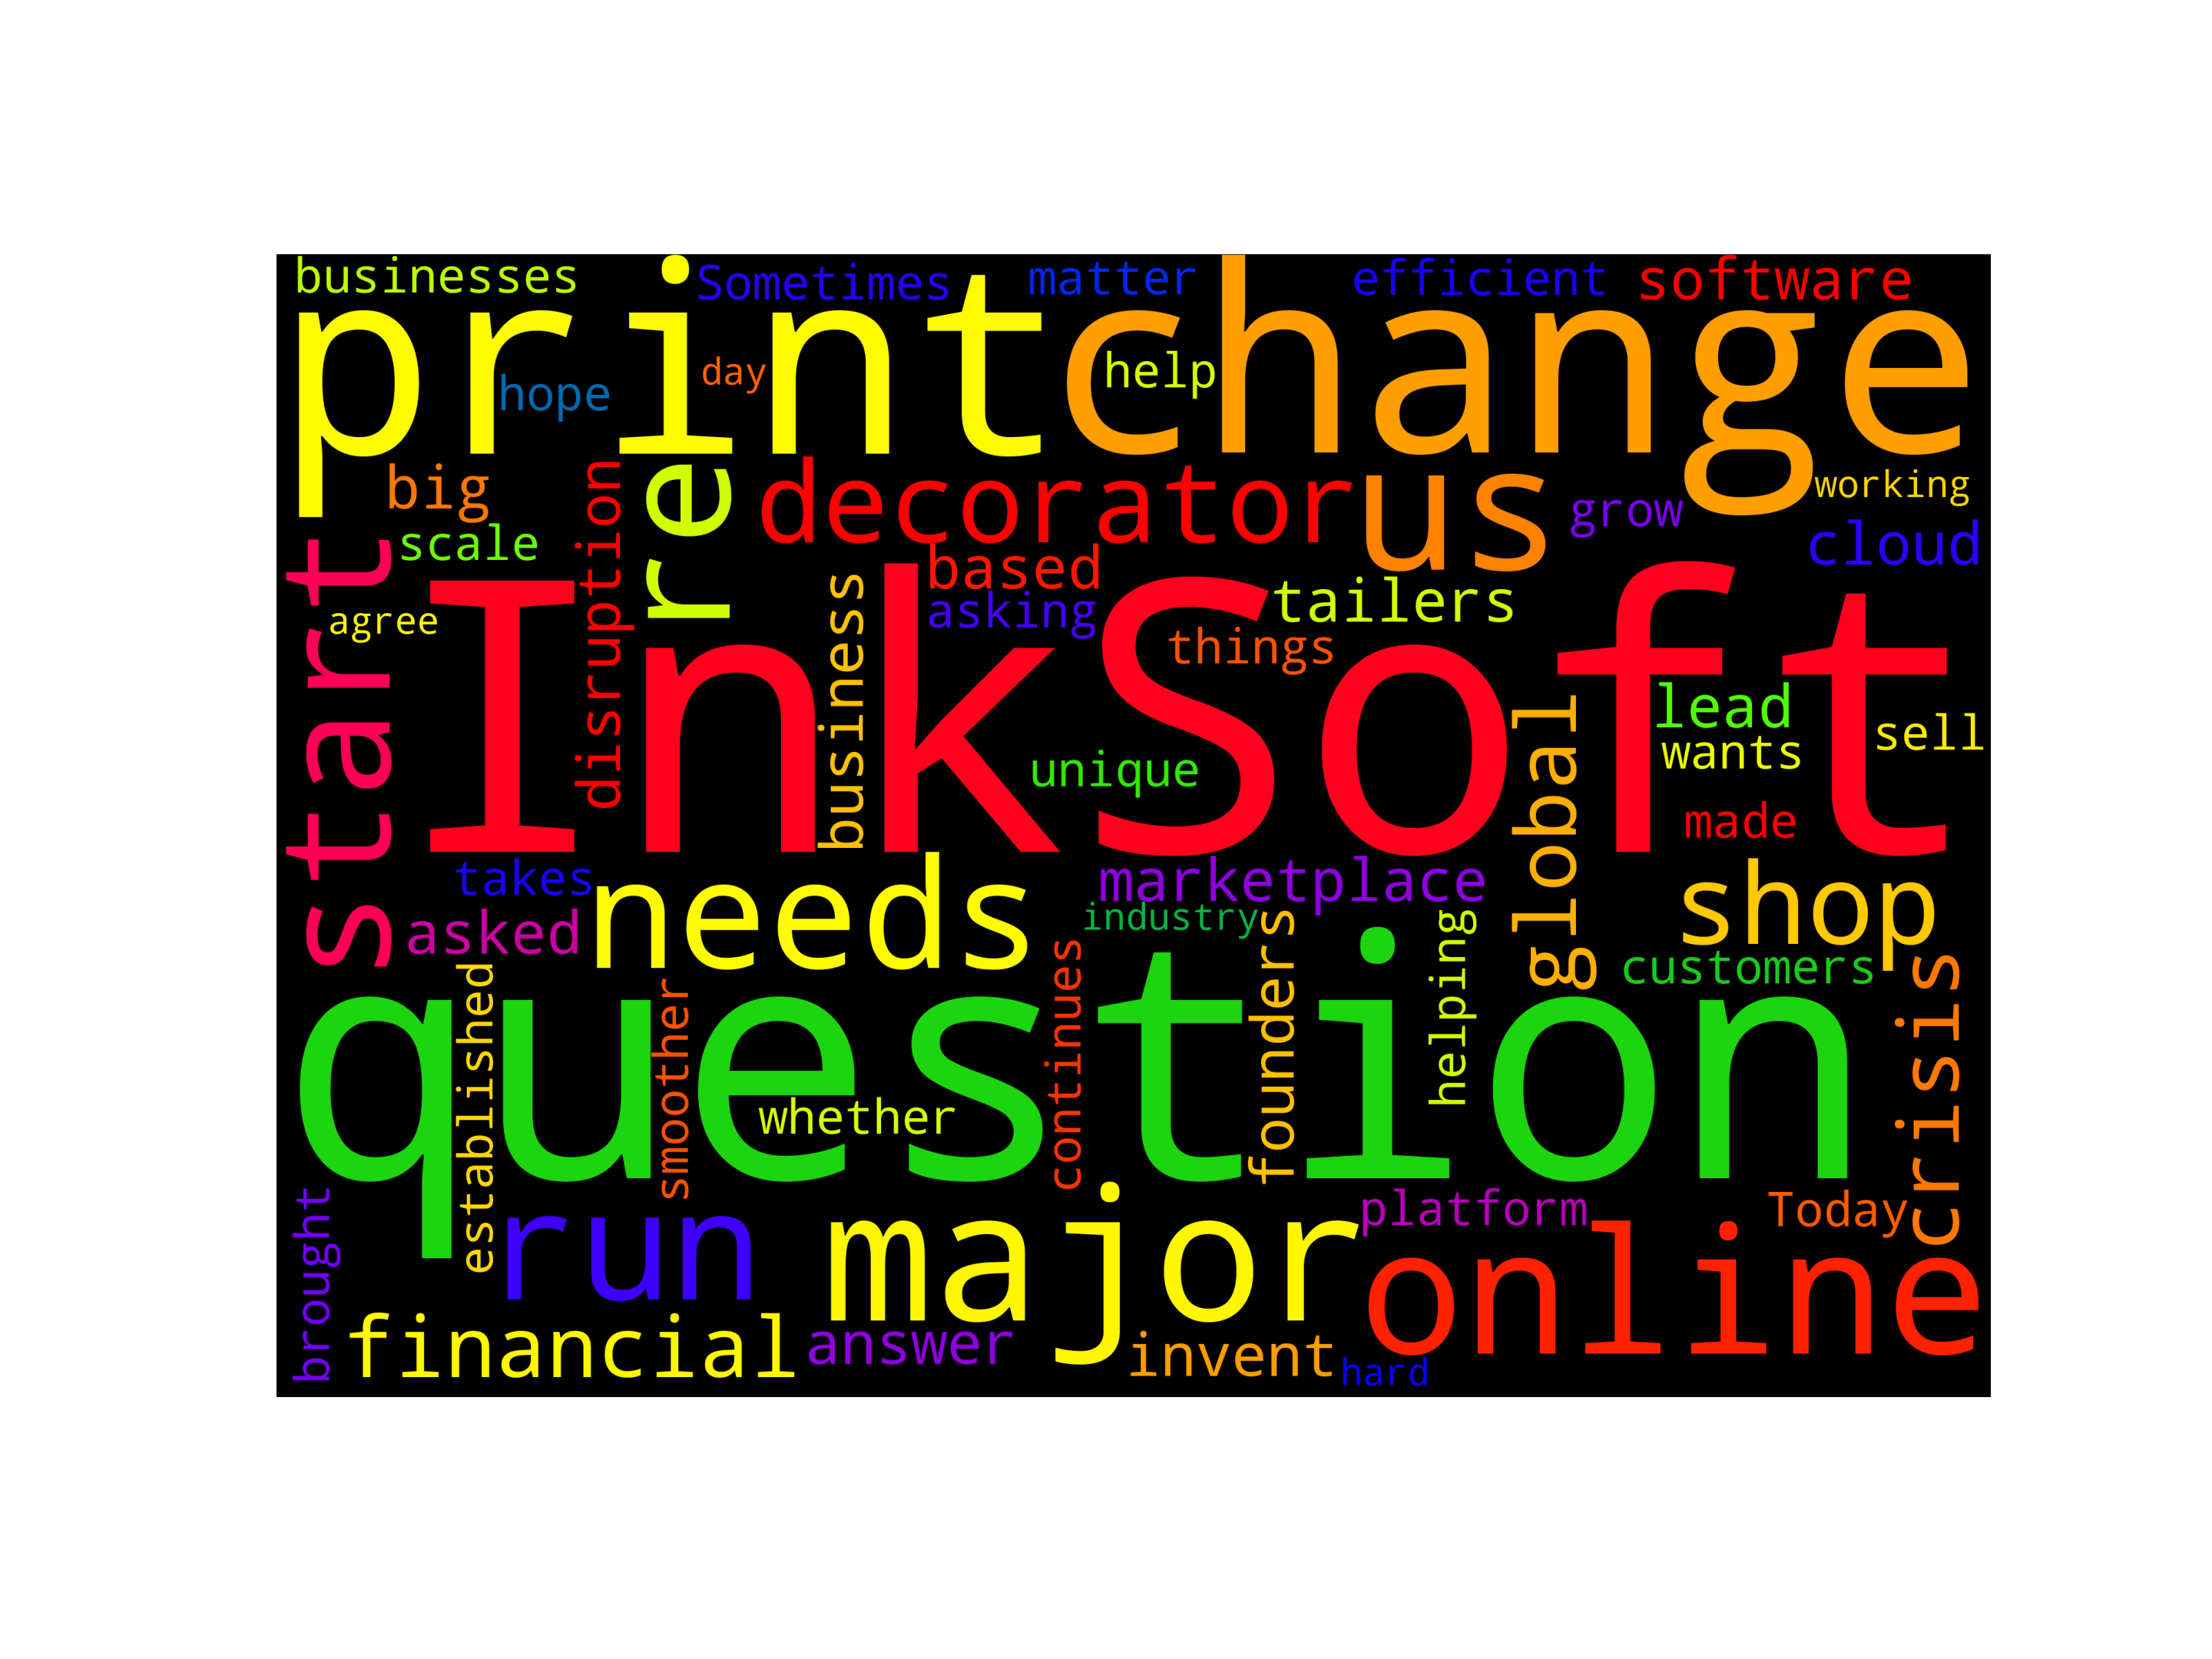 businesses
Sometimes
matter
efficient
software
print
change
hope
day
help
big
re
decorator
us
working
grow
scale
disruption
based
cloud
start
agree
InkSoft
business
asking
tailers
things
unique
global
lead
wants
sell
made
takes
needs
marketplace
shop
asked
industry
customers
question
established
smoother
whether
continues
founders
helping
crisis
brought
run
major
platform
Today
online
financial
answer
invent
hard